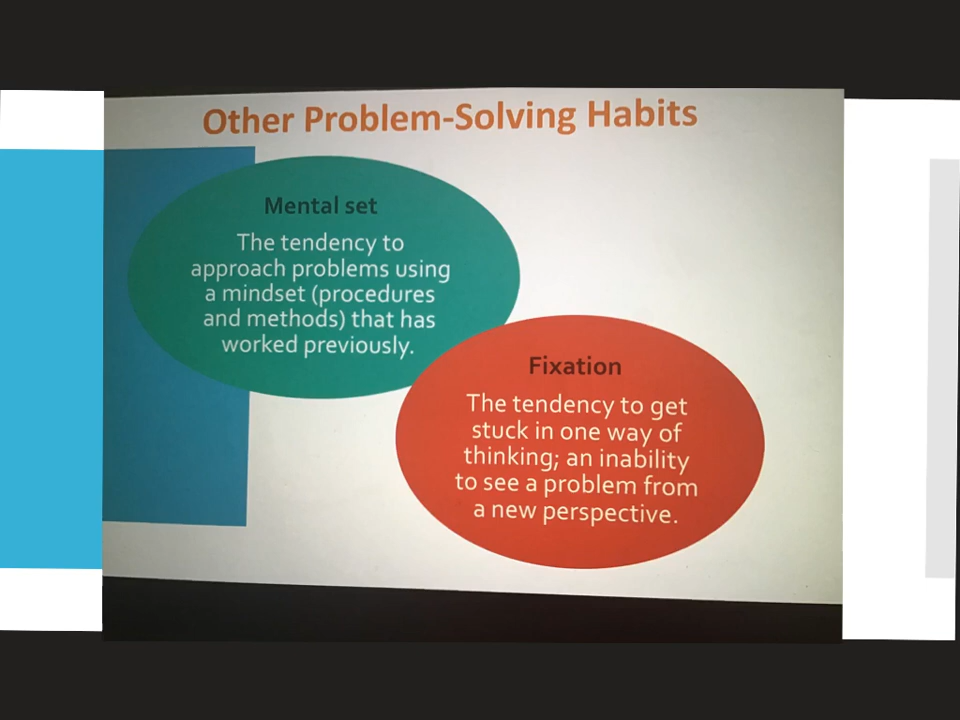 Other Problem-Solving Habits
Mental set
The tendency to
approach problems using
a mindset (procedures
and methods) that has
worked previously.
Fixation
The tendency to get
stuck in one way of
thinking; an inability
to see a problem from
a new perspective.